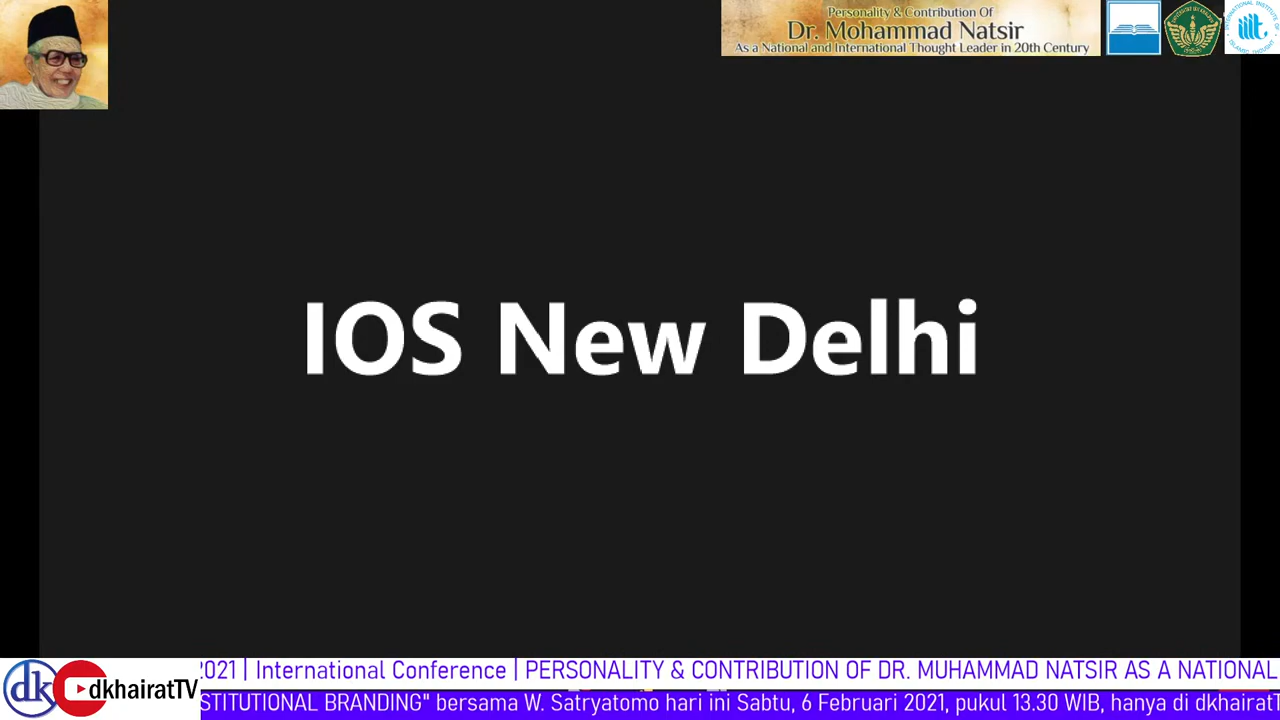 Personality & Contribution Of
Dr. Mohammad Natsir
As a National and International Thought Leader in 20th Century
IOS New Delhi
dk
dkhairatTV
2021 | International Conference | PERSONALITY & CONTRIBUTION OF DR. MUHAMMAD NATSIR AS A NATIONAL
STITUTIONAL BRANDING" bersama W. Satryatomo hari ini Sabtu, 6 Februari 2021, pukul 13.30 WIB, hanya di dkhairatT